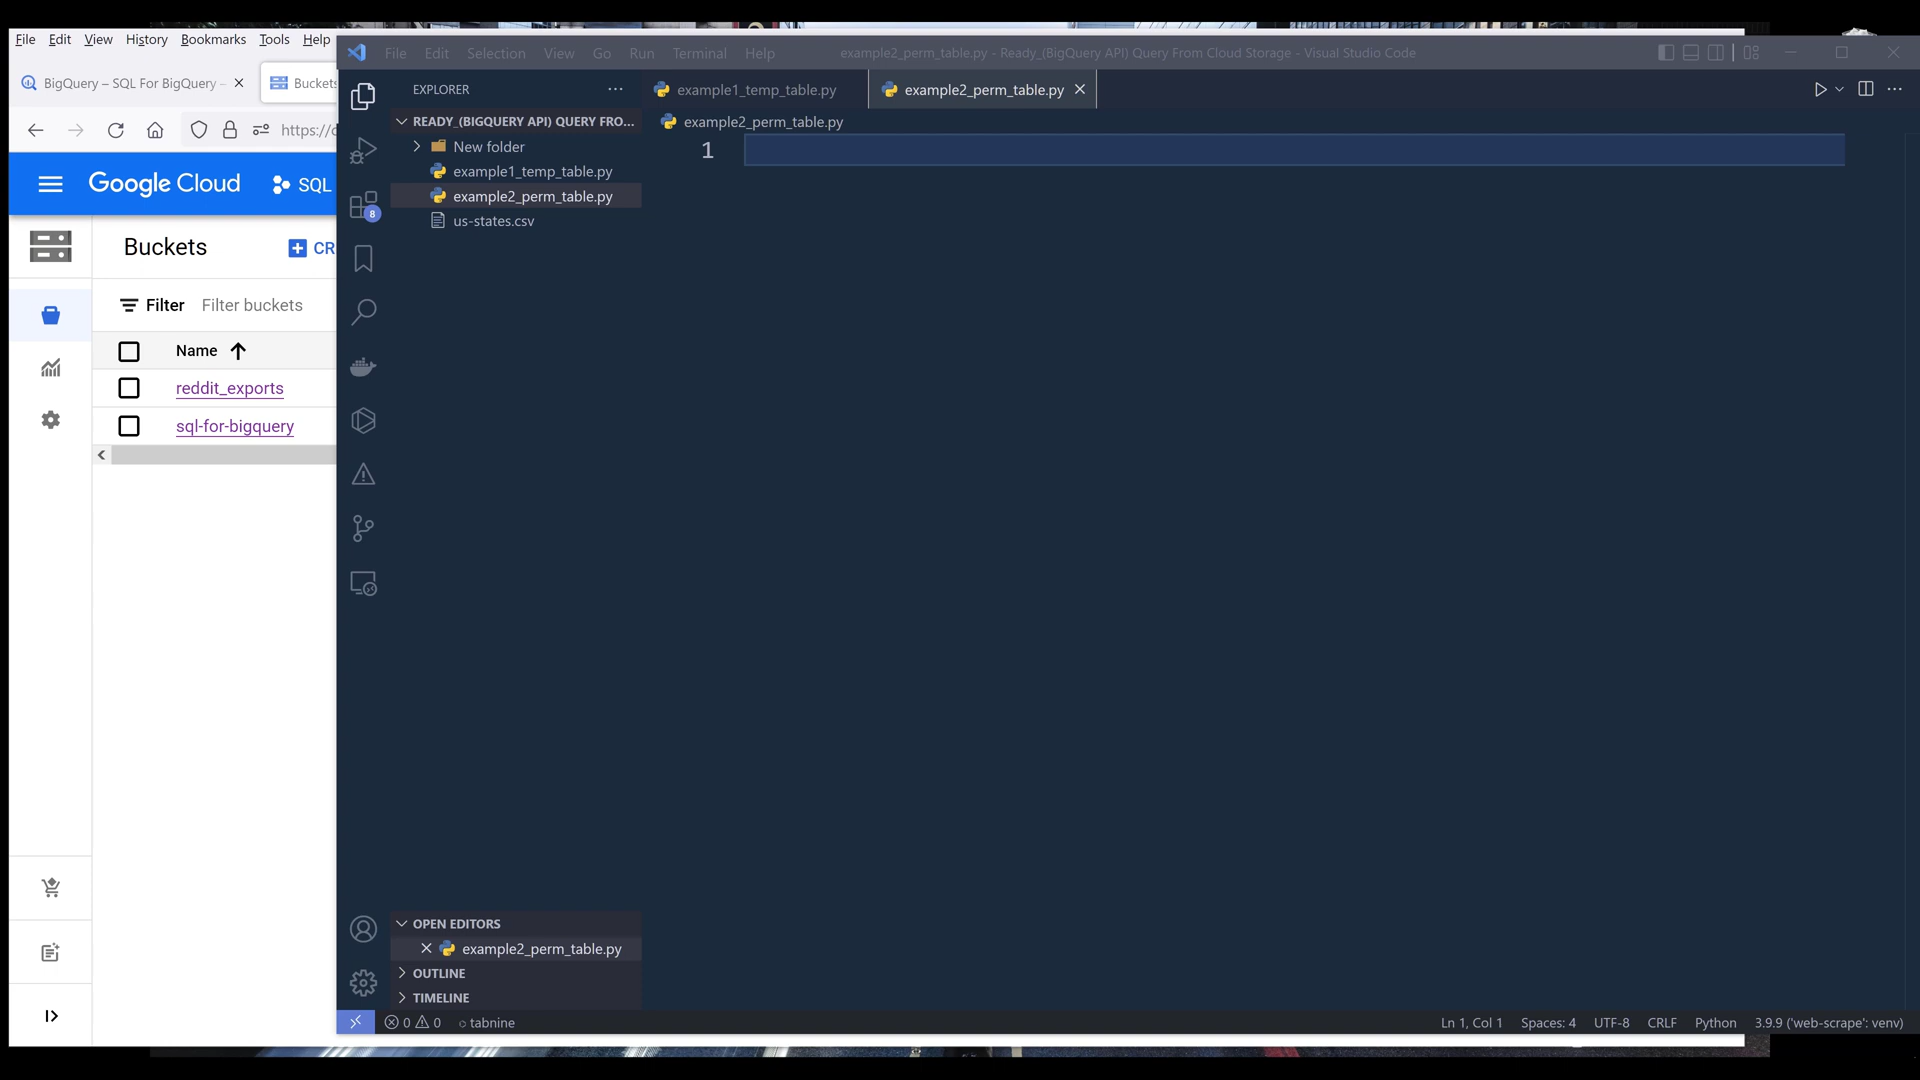 File Edit View History Bookmarks Tools Help
BigQuery – SQL For BigQuery –
Buckets
https://c
Google Cloud
SQL
Buckets
CR
Filter Filter buckets
Name
reddit_exports
sql-for-bigquery
File Edit Selection View Go Run Terminal Help
example2_perm_table.py - Ready_(BigQuery API) Query From Cloud Storage - Visual Studio Code
EXPLORER
READY_(BIGQUERY API) QUERY FRO...
New folder
example1_temp_table.py
example2_perm_table.py
us-states.csv
8
example1_temp_table.py
example2_perm_table.py
example2_perm_table.py
1
OPEN EDITORS
example2_perm_table.py
OUTLINE
TIMELINE
0 0 tabnine
Ln 1, Col 1 Spaces: 4 UTF-8 CRLF Python 3.9.9 ('web-scrape': venv)